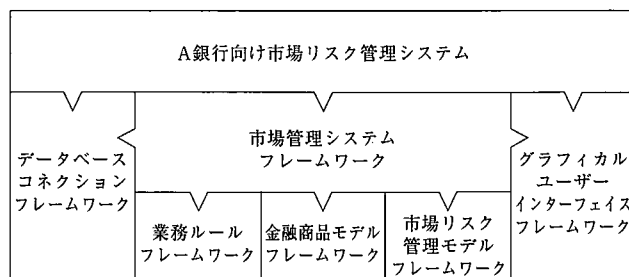 A銀行向け市場リスク管理システム
データベース
コネクション
フレームワーク
市場管理システム
フレームワーク
グラフィカル
ユーザー
インターフェイス
フレームワーク
業務ルール
フレームワーク
金融商品モデル
フレームワーク
市場リスク
管理モデル
フレームワーク